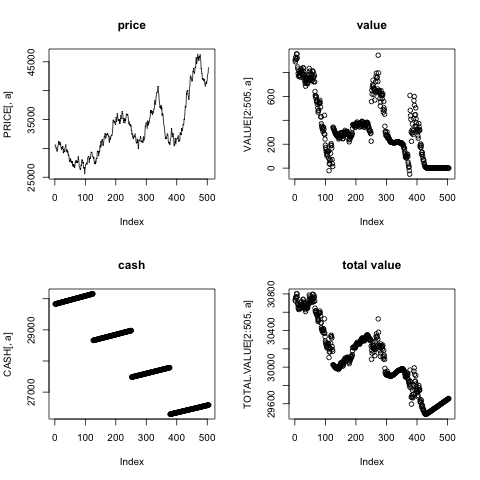 price
PRICE[, a]
25000 35000 45000
0 100 200 300 400 500
Index
value
VALUE[2:505, a]
0 200 600
0 100 200 300 400 500
Index
cash
CASH[, a]
27000 29000
0 100 200 300 400 500
Index
total value
TOTAL.VALUE[2:505, a]
29600 30000 30400 30800
0 100 200 300 400 500
Index